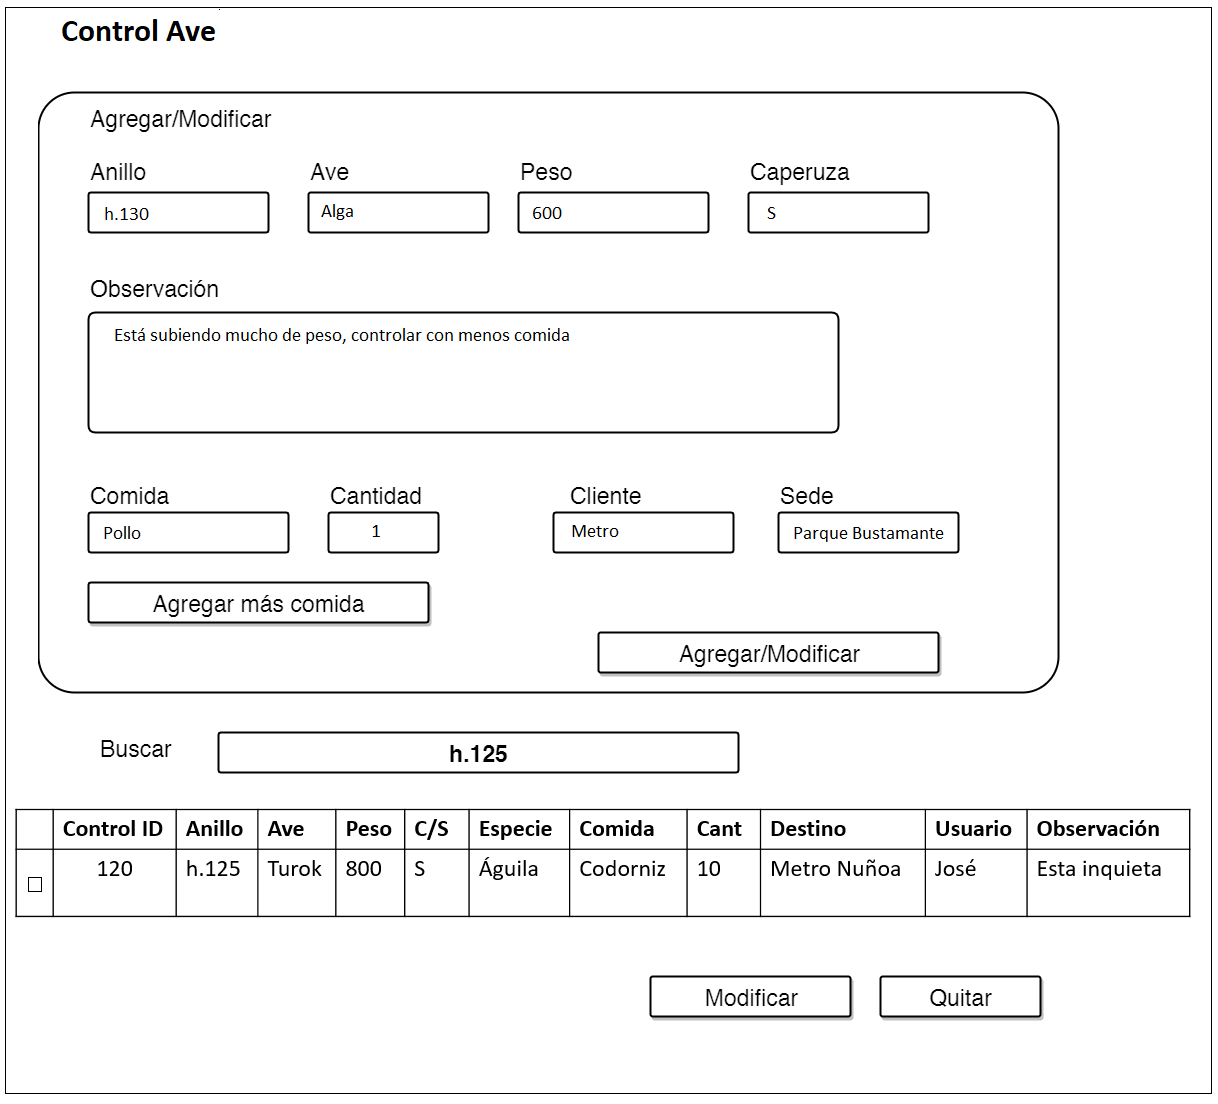 Control Ave
Agregar/Modificar
Anillo Ave Peso Caperuza
h.130 Alga 600 S
Observación
Está subiendo mucho de peso, controlar con menos comida
Comida Cantidad Cliente Sede
Pollo 1 Metro Parque Bustamante
Agregar más comida
Agregar/Modificar
Buscar h.125
Control ID Anillo Ave Peso C/S Especie Comida Cant Destino Usuario Observación
120 h.125 Turok 800 S Águila Codorniz 10 Metro Nuñoa José Esta inquieta
Modificar Quitar